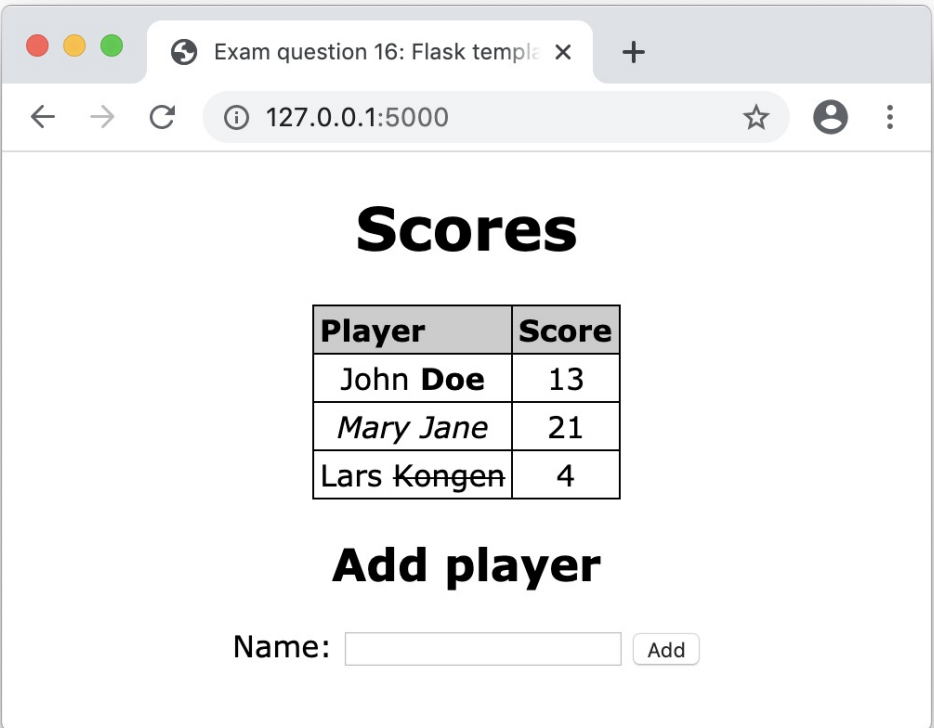 Exam question 16: Flask templa
127.0.0.1:5000
Scores
Player Score
John Doe 13
Mary Jane 21
Lars Kongen 4
Add player
Name: Add